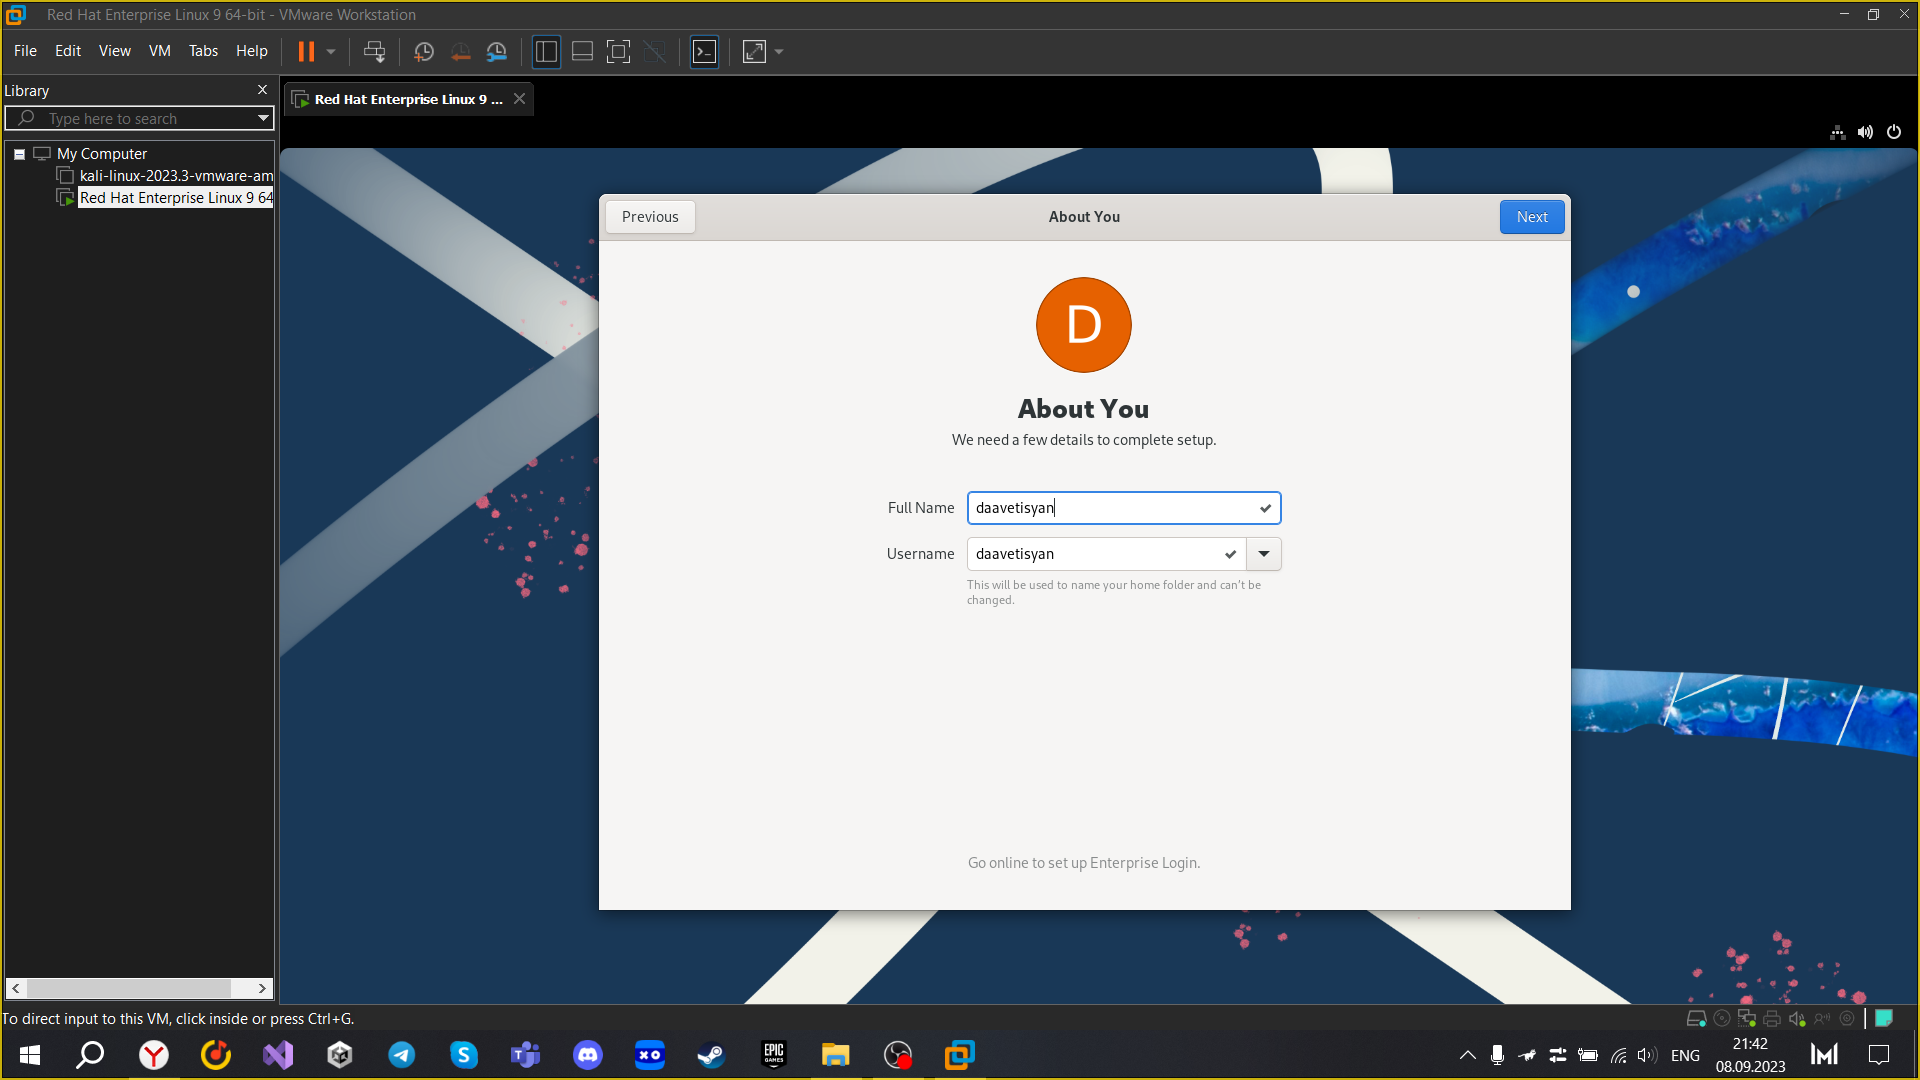 Red Hat Enterprise Linux 9 64-bit - VMware Workstation
File Edit View VM Tabs Help
Library
Type here to search
My Computer
kali-linux-2023.3-vmware-am
Red Hat Enterprise Linux 9 64
Red Hat Enterprise Linux 9 ...
Previous
About You
Next
D
About You
We need a few details to complete setup.
Full Name daavetisyan
Username daavetisyan
This will be used to name your home folder and can't be
changed.
Go online to set up Enterprise Login.
To direct input to this VM, click inside or press Ctrl+G.
XO
EPIC
GAMES
ENG
21:42
08.09.2023